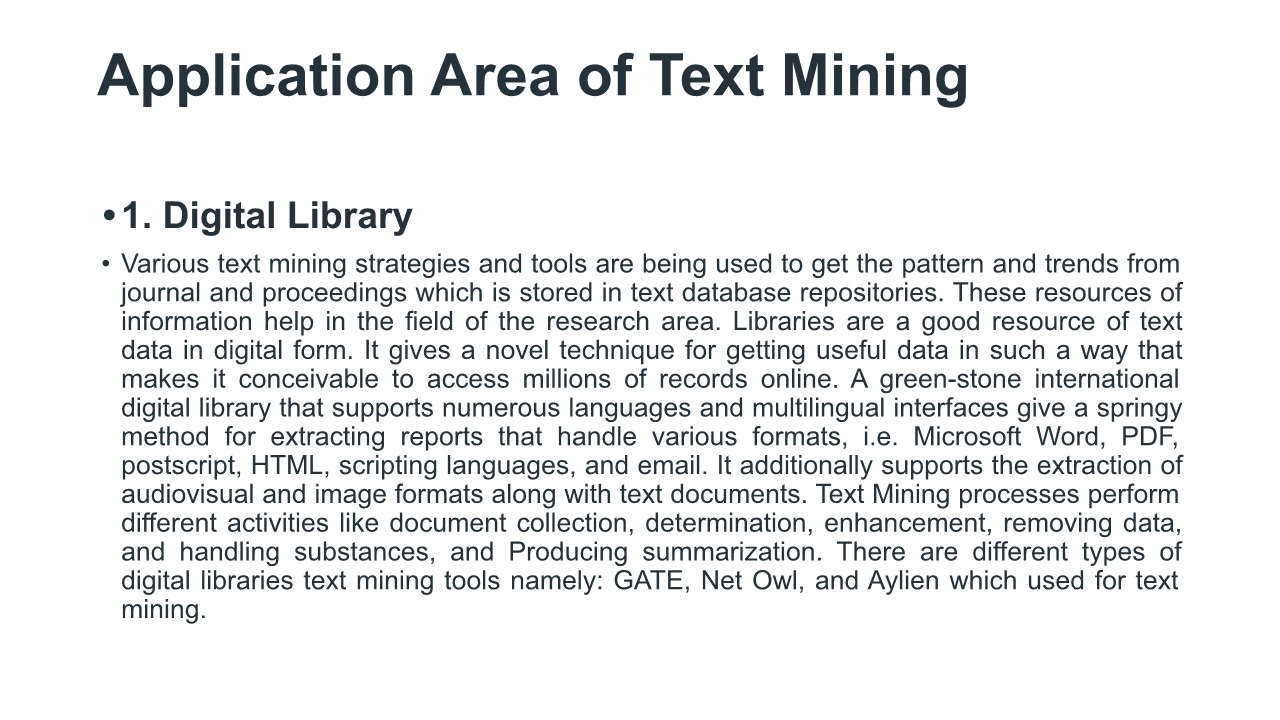 Application Area of Text Mining
•1. Digital Library
• Various text mining strategies and tools are being used to get the pattern and trends from
journal and proceedings which is stored in text database repositories. These resources of
information help in the field of the research area. Libraries are a good resource of text
data in digital form. It gives a novel technique for getting useful data in such a way that
makes it conceivable to access millions of records online. A green-stone international
digital library that supports numerous languages and multilingual interfaces give a springy
method for extracting reports that handle various formats, i.e. Microsoft Word, PDF,
postscript, HTML, scripting languages, and email. It additionally supports the extraction of
audiovisual and image formats along with text documents. Text Mining processes perform
different activities like document collection, determination, enhancement, removing data,
and handling substances, and Producing summarization. There are different types of
digital libraries text mining tools namely: GATE, Net Owl, and Aylien which used for text
mining.